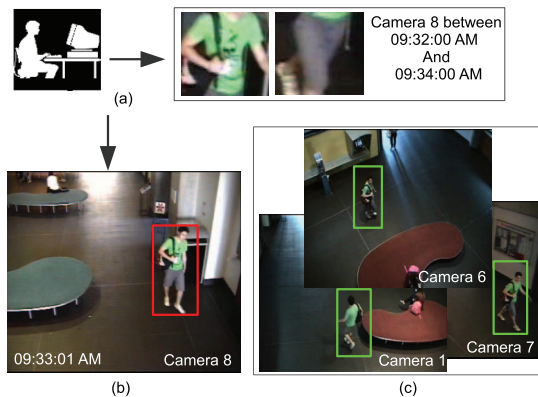 Camera 8 between
09:32:00 AM
And
09:34:00 AM
(a)
09:33:01 AM
Camera 8
(b)
Camera 6
Camera 1
Camera 7
(c)